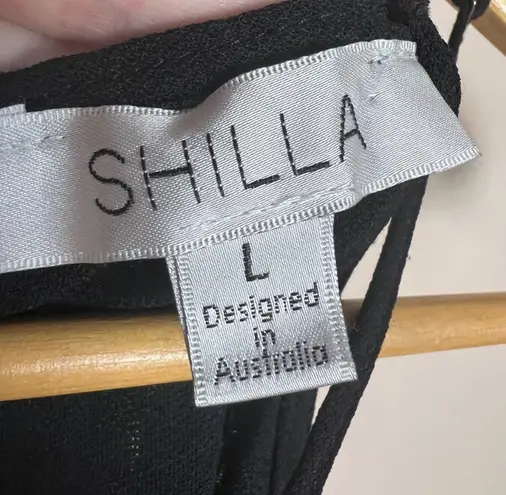 SHILLA
L
Designed
in
Australia